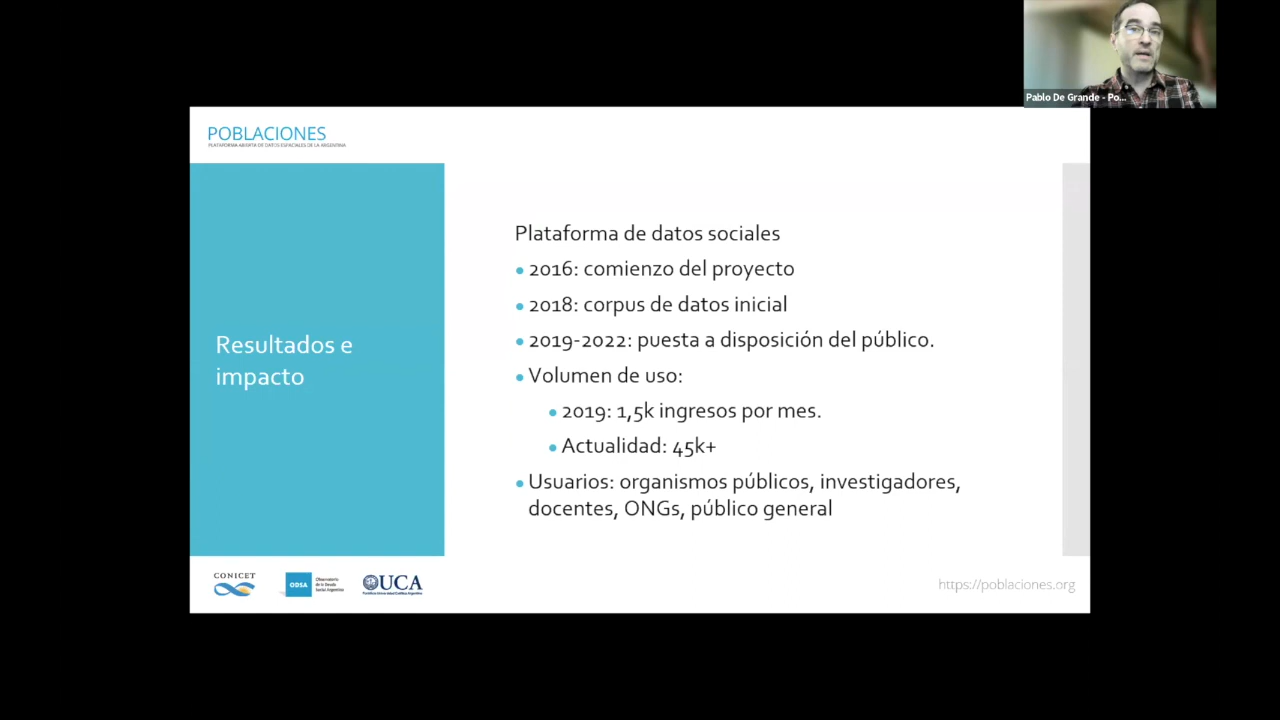 Pablo De Grande - Po...
POBLACIONES
PLATAFORMA ABIERTA DE DATOS ESPACIALES DE LA ARGENTINA
Resultados e
impacto
Plataforma de datos sociales
2016: comienzo del proyecto
2018: corpus de datos inicial
2019-2022: puesta a disposición del público.
Volumen de uso:
2019: 1,5k ingresos por mes.
Actualidad: 45k+
Usuarios: organismos públicos, investigadores,
docentes, ONGs, público general
CONICET
ODSA
Observatorio
de la Deuda
Social Argentina
UCA
Pontificia Universidad Católica Argentina
https://poblaciones.org